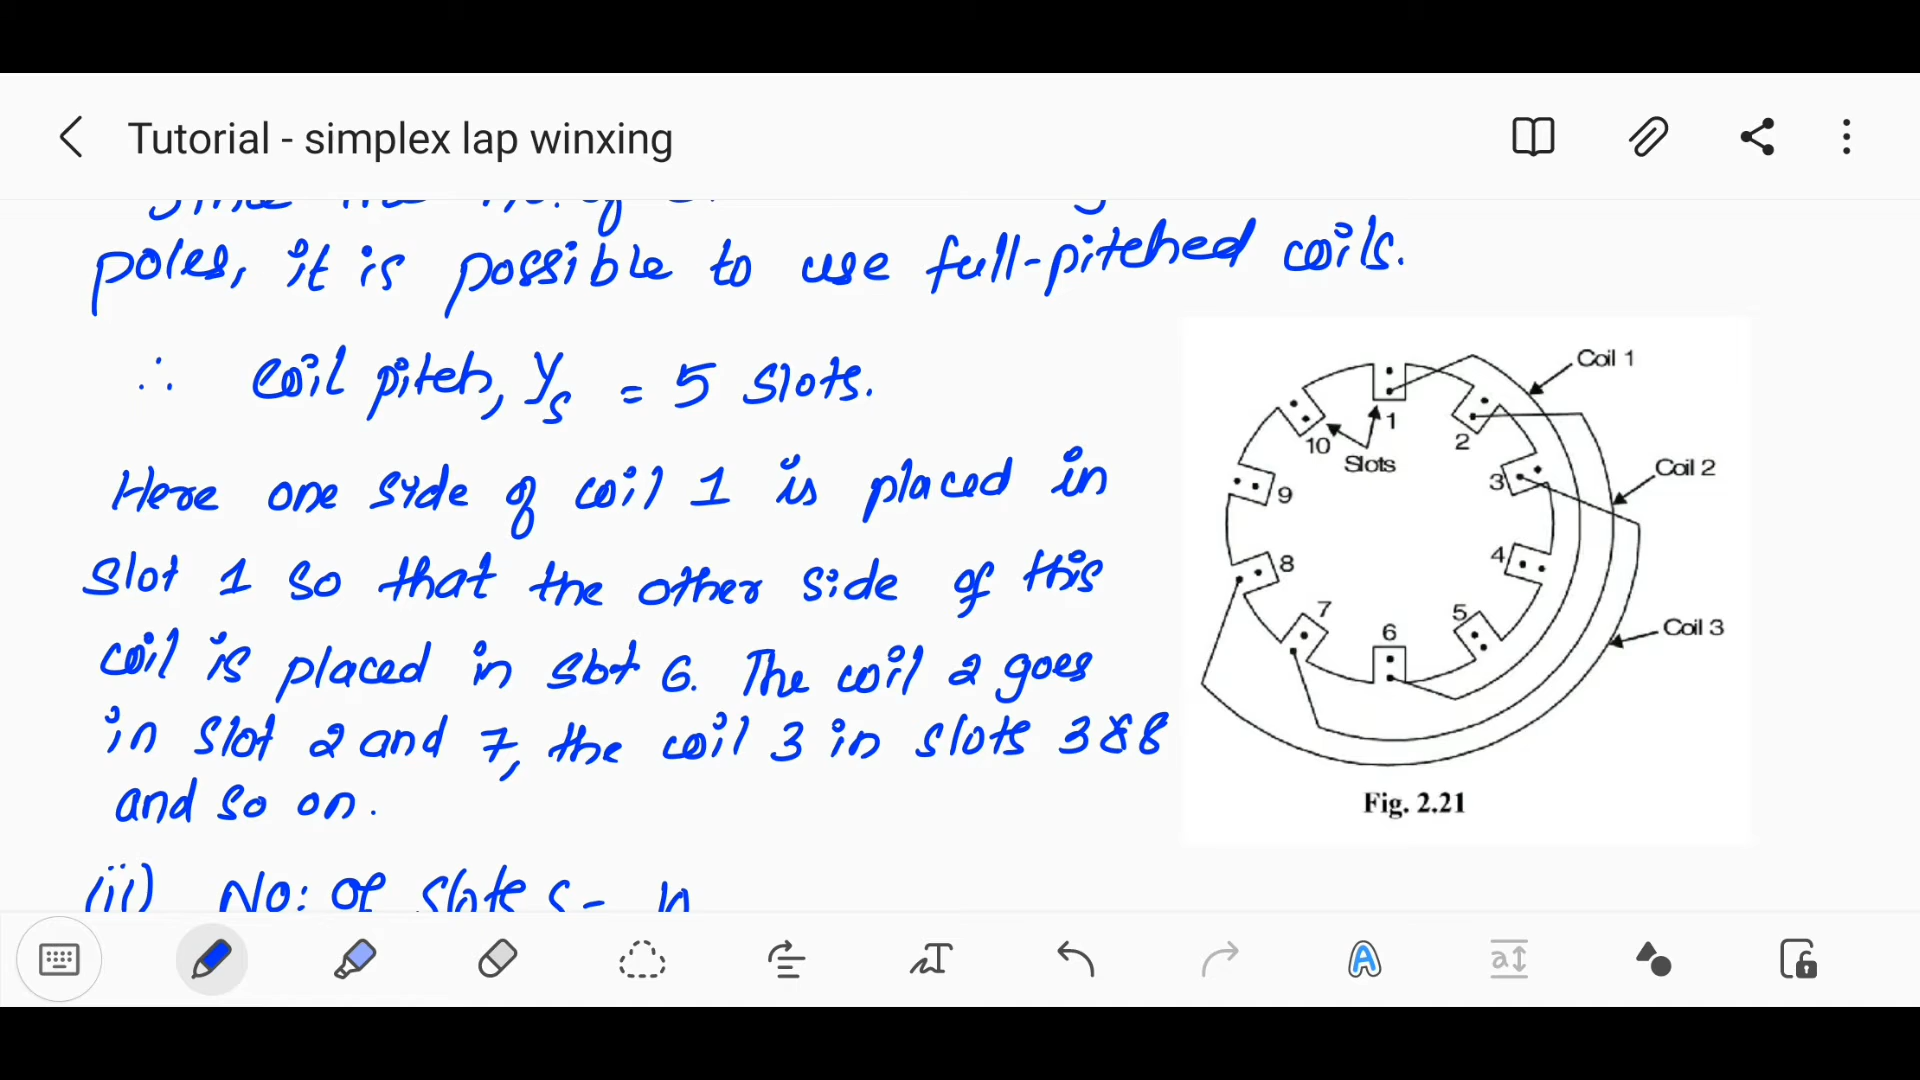 Tutorial - simplex lap winxing
poles, it is possible to use full-pitched coils.
∴ Coil pitch, Ys = 5 slots.
Here one side of coil 1 is placed in
slot 1 so that the other side of this
coil is placed in slot 6. The coil 2 goes
in slot 2 and 7, the coil 3 in slots 3 & 8
and so on.
(ii) No: of slots
Coil 1
1
2
10
Slots
Coil 2
3
9
4
8
7
5
6
Coil 3
Fig. 2.21